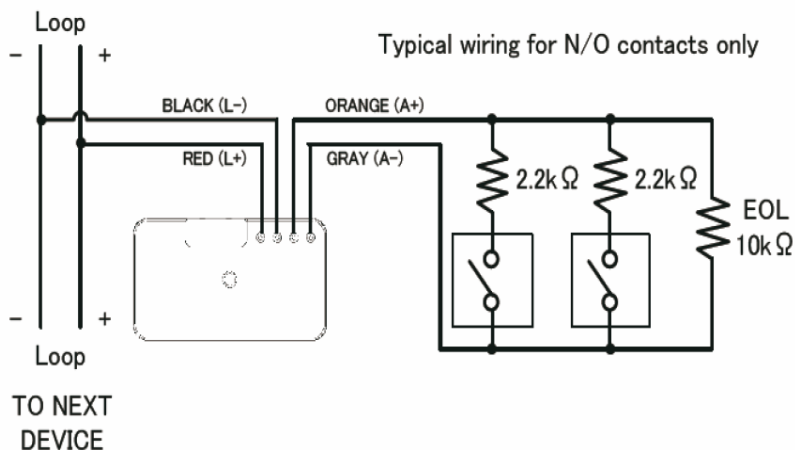 Loop
- +
Typical wiring for N/O contacts only
BLACK (L-)
ORANGE (A+)
RED (L+)
GRAY (A-)
2.2kΩ
2.2kΩ
EOL
10kΩ
- +
Loop
TO NEXT
DEVICE